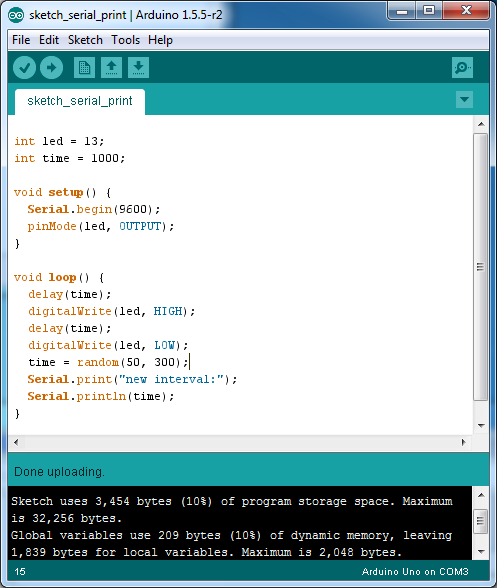 sketch_serial_print | Arduino 1.5.5-r2
File Edit Sketch Tools Help
sketch_serial_print
int led = 13;
int time = 1000;
void setup() {
Serial.begin(9600);
pinMode(led, OUTPUT);
}
void loop() {
delay(time);
digitalWrite(led, HIGH);
delay(time);
digitalWrite(led, LOW);
time = random(50, 300);
Serial.print("new interval:");
Serial.println(time);
}
Done uploading.
Sketch uses 3,454 bytes (10%) of program storage space. Maximum
is 32,256 bytes.
Global variables use 209 bytes (10%) of dynamic memory, leaving
1,839 bytes for local variables. Maximum is 2,048 bytes.
15 Arduino Uno on COM3